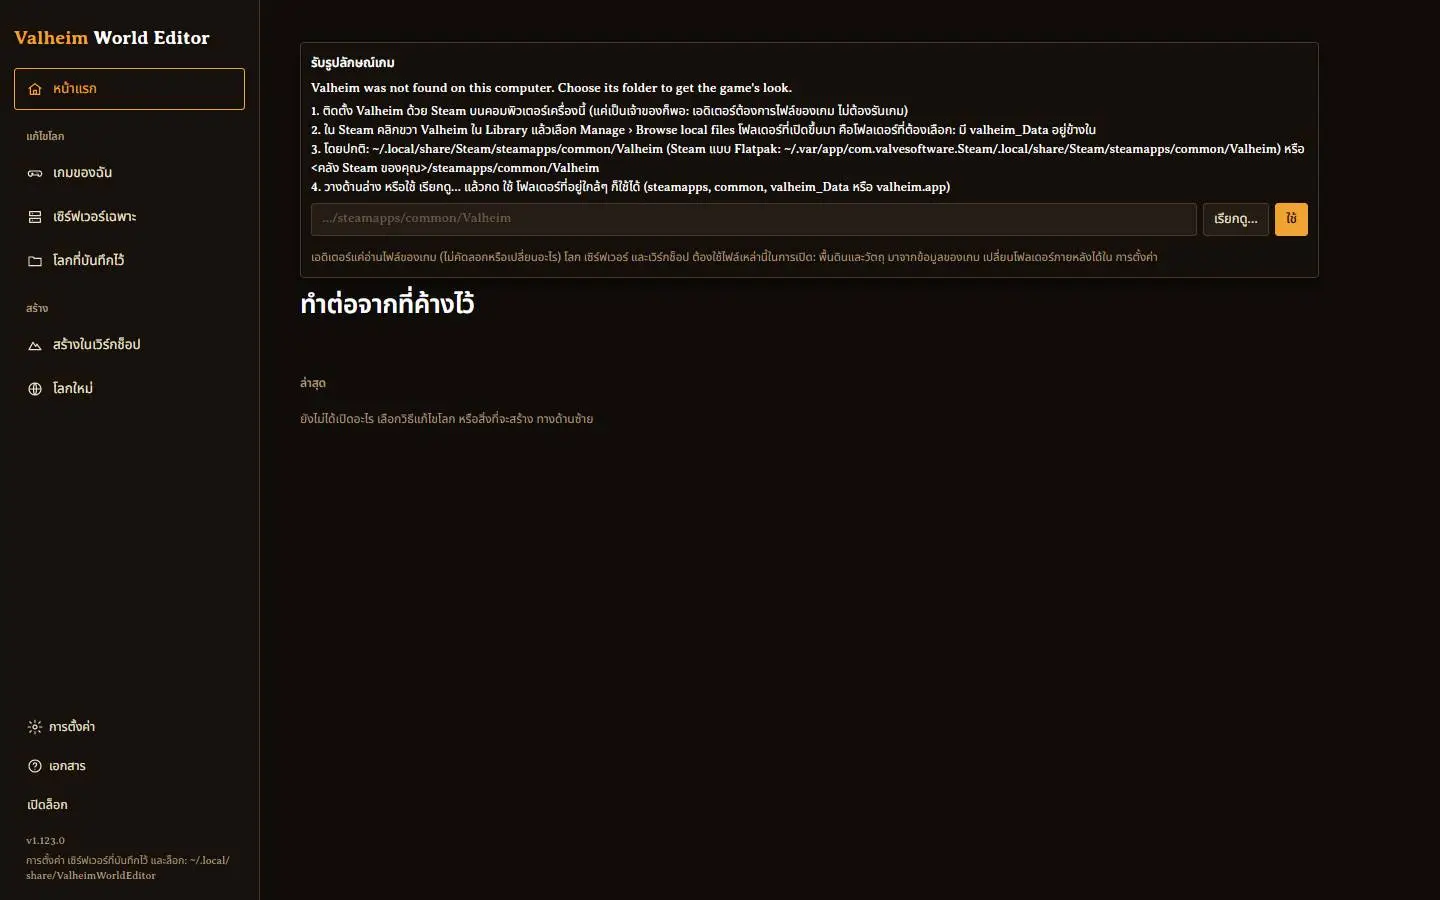 Valheim World Editor
หน้าแรก
แก้ไขโลก
เกมของฉัน
เซิร์ฟเวอร์เฉพาะ
โลกที่บันทึกไว้
สร้าง
สร้างในเวิร์กช็อป
โลกใหม่
การตั้งค่า
เอกสาร
เปิดล็อก
v1.123.0
การตั้งค่า เซิร์ฟเวอร์ที่บันทึกไว้ และล็อก: ~/.local/
share/ValheimWorldEditor
รับรูปลักษณ์เกม
Valheim was not found on this computer. Choose its folder to get the game's look.
1. ติดตั้ง Valheim ด้วย Steam บนคอมพิวเตอร์เครื่องนี้ (แค่เป็นเจ้าของก็พอ: เอดิเตอร์ต้องการไฟล์ของเกม ไม่ต้องรันเกม)
2. ใน Steam คลิกขวา Valheim ใน Library แล้วเลือก Manage › Browse local files โฟลเดอร์ที่เปิดขึ้นมา คือโฟลเดอร์ที่ต้องเลือก: มี valheim_Data อยู่ข้างใน
3. โดยปกติ: ~/.local/share/Steam/steamapps/common/Valheim (Steam แบบ Flatpak: ~/.var/app/com.valvesoftware.Steam/.local/share/Steam/steamapps/common/Valheim) หรือ
<คลัง Steam ของคุณ>/steamapps/common/Valheim
4. วางด้านล่าง หรือใช้ เรียกดู… แล้วกด ใช้ โฟลเดอร์ที่อยู่ใกล้ๆ ก็ใช้ได้ (steamapps, common, valheim_Data หรือ valheim.app)
…/steamapps/common/Valheim
เรียกดู…
ใช้
เอดิเตอร์แค่อ่านไฟล์ของเกม (ไม่คัดลอกหรือเปลี่ยนอะไร) โลก เซิร์ฟเวอร์ และเวิร์กช็อป ต้องใช้ไฟล์เหล่านี้ในการเปิด: พื้นดินและวัตถุ มาจากข้อมูลของเกม เปลี่ยนโฟลเดอร์ภายหลังได้ใน การตั้งค่า
ทำต่อจากที่ค้างไว้
ล่าสุด
ยังไม่ได้เปิดอะไร เลือกวิธีแก้ไขโลก หรือสิ่งที่จะสร้าง ทางด้านซ้าย